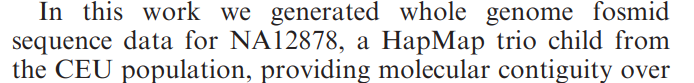 In this work we generated whole genome fosmid
sequence data for NA12878, a HapMap trio child from
the CEU population, providing molecular contiguity over